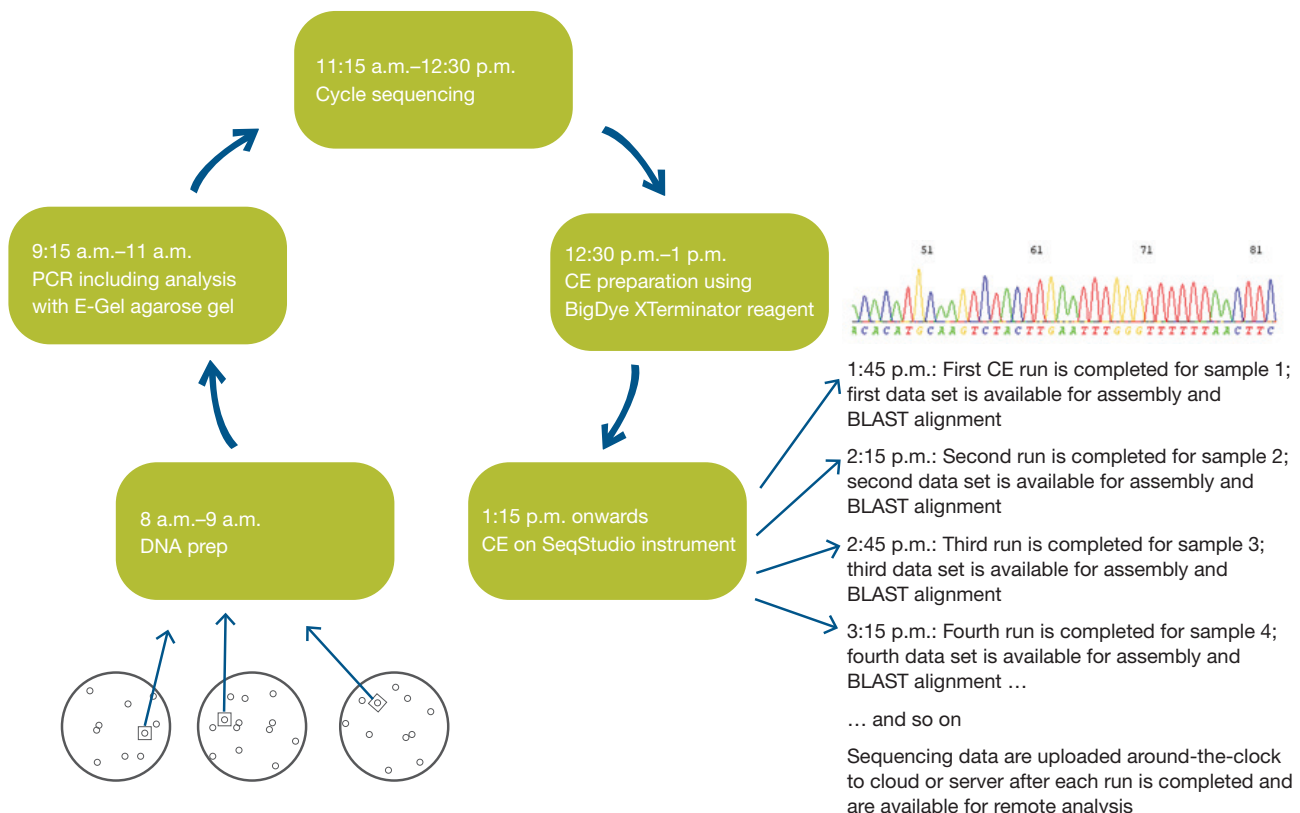 11:15 a.m.–12:30 p.m.
Cycle sequencing
9:15 a.m.–11 a.m.
PCR including analysis
with E-Gel agarose gel
12:30 p.m.–1 p.m.
CE preparation using
BigDye XTerminator reagent
8 a.m.–9 a.m.
DNA prep
1:15 p.m. onwards
CE on SeqStudio instrument
51 61 71 81
ACACATGCAAGTCTACTTGAATTTGGGTTTTTTAACTTC
1:45 p.m.: First CE run is completed for sample 1;
first data set is available for assembly and
BLAST alignment
2:15 p.m.: Second run is completed for sample 2;
second data set is available for assembly and
BLAST alignment
2:45 p.m.: Third run is completed for sample 3;
third data set is available for assembly and
BLAST alignment
3:15 p.m.: Fourth run is completed for sample 4;
fourth data set is available for assembly and
BLAST alignment …
… and so on
Sequencing data are uploaded around-the-clock
to cloud or server after each run is completed and
are available for remote analysis